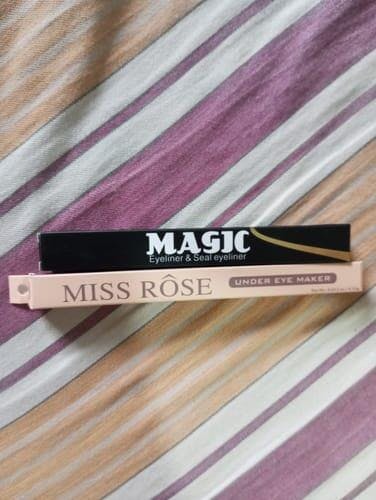 MAGIC
Eyeliner & Seal eyeliner
MISS RÔSE
UNDER EYE MAKER